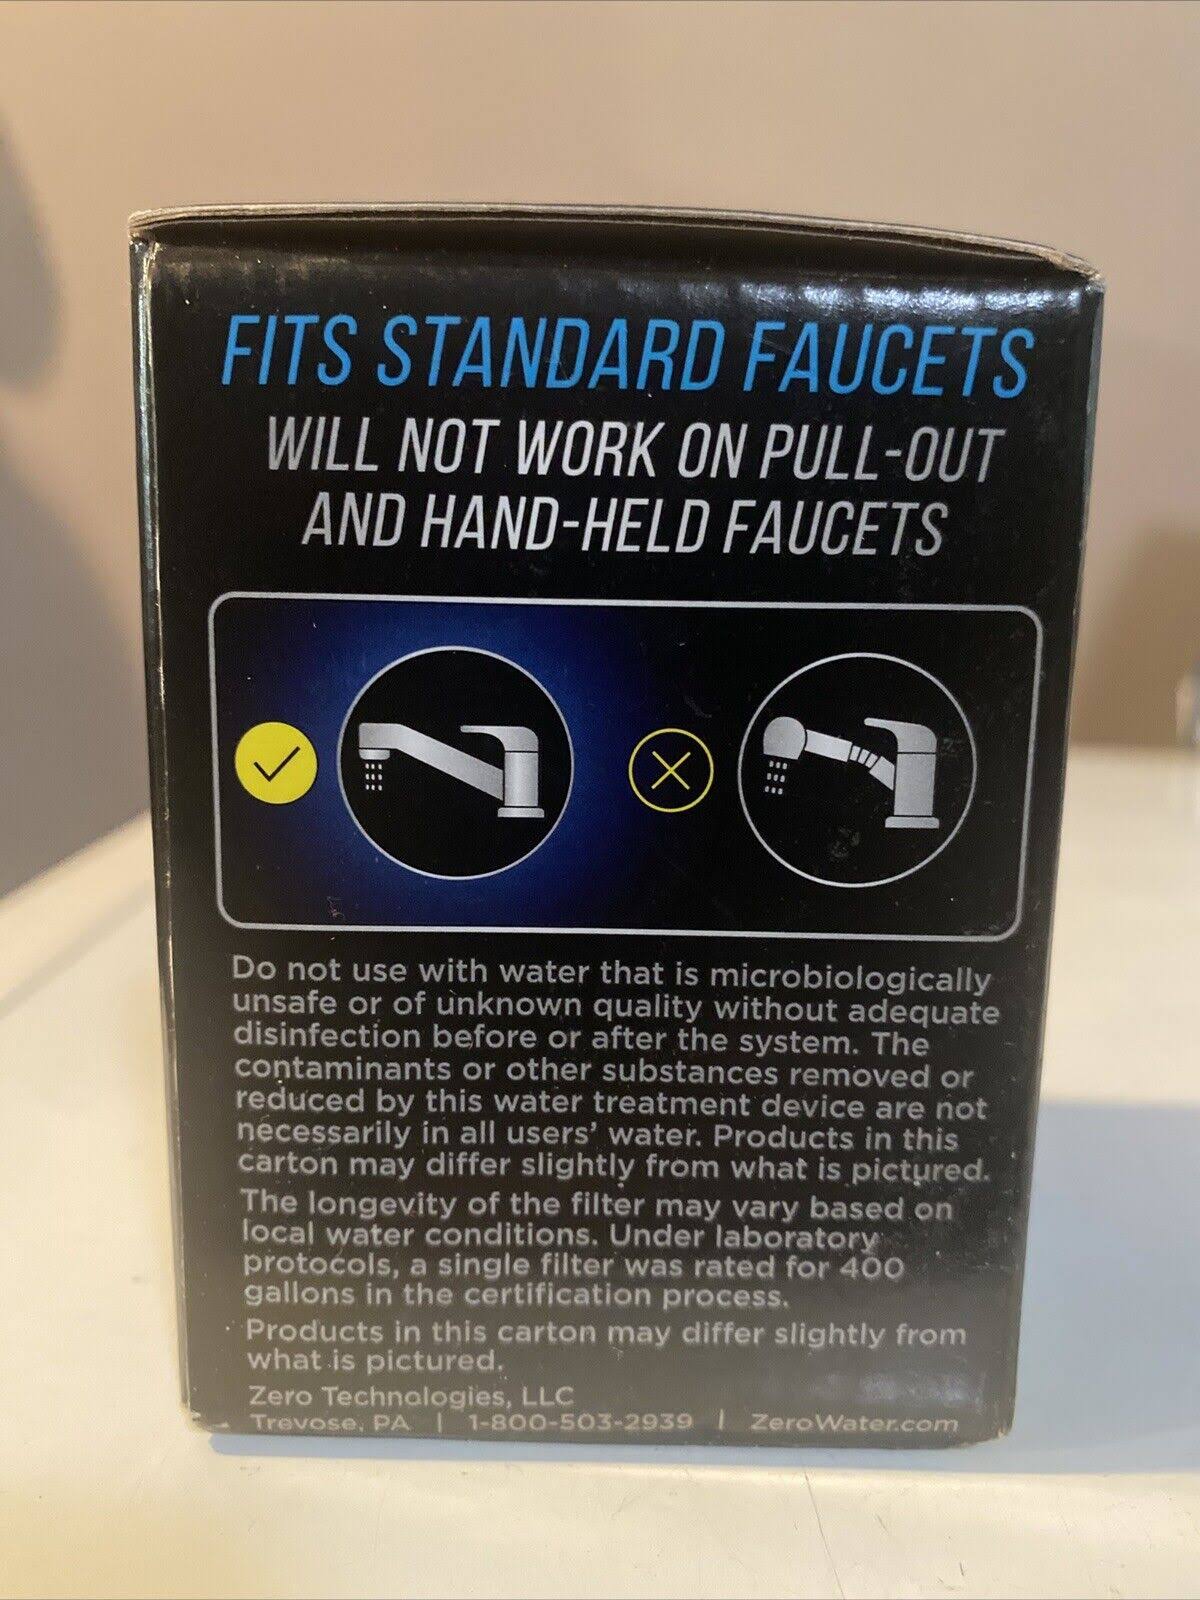 FITS STANDARD FAUCETS
WILL NOT WORK ON PULL-OUT
AND HAND-HELD FAUCETS
Do not use with water that is microbiologically
unsafe or of unknown quality without adequate
disinfection before or after the system. The
contaminants or other substances removed or
reduced by this water treatment device are not
necessarily in all users' water. Products in this
carton may differ slightly from what is pictured.
The longevity of the filter may vary based on
local water conditions. Under laboratory
protocols, a single filter was rated for 400
gallons in the certification process.
Products in this carton may differ slightly from
what is pictured.
Zero Technologies, LLC
Trevose, PA | 1-800-503-2939 | ZeroWater.com